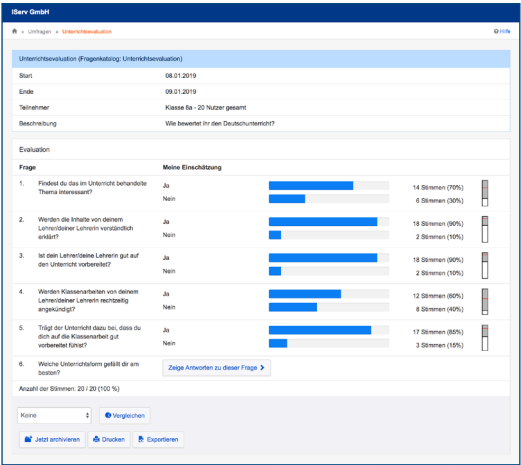 IServ GmbH
» Umfragen » Unterrichtsevaluation
Hilfe
Unterrichtsevaluation (Fragenkatalog: Unterrichtsevaluation)
Start 08.01.2019
Ende 09.01.2019
Teilnehmer Klasse 8a - 20 Nutzer gesamt
Beschreibung Wie bewertet ihr den Deutschunterricht?
Evaluation
Frage Meine Einschätzung
1. Findest du das im Unterricht behandelte
Thema interessant?
Ja 14 Stimmen (70%)
Nein 6 Stimmen (30%)
2. Werden die Inhalte von deinem
Lehrer/deiner Lehrerin verständlich
erklärt?
Ja 18 Stimmen (90%)
Nein 2 Stimmen (10%)
3. Ist dein Lehrer/deine Lehrerin gut auf
den Unterricht vorbereitet?
Ja 18 Stimmen (90%)
Nein 2 Stimmen (10%)
4. Werden Klassenarbeiten von deinem
Lehrer/deiner Lehrerin rechtzeitig
angekündigt?
Ja 12 Stimmen (60%)
Nein 8 Stimmen (40%)
5. Trägt der Unterricht dazu bei, dass du
dich auf die Klassenarbeit gut
vorbereitet fühlst?
Ja 17 Stimmen (85%)
Nein 3 Stimmen (15%)
6. Welche Unterrichtsform gefällt dir am
besten?
Zeige Antworten zu dieser Frage
Anzahl der Stimmen: 20 / 20 (100 %)
Keine
Vergleichen
Jetzt archivieren
Drucken
Exportieren